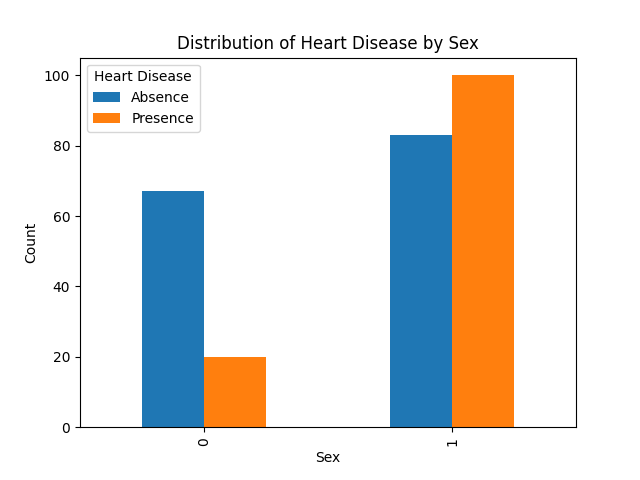 Distribution of Heart Disease by Sex
Heart Disease
Absence
Presence
100
80
60
40
20
0
Count
0
1
Sex